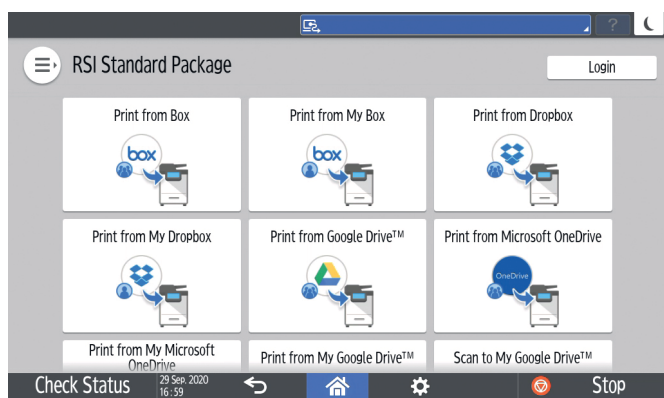 ?
RSI Standard Package
Login
Print from Box
Print from My Box
Print from Dropbox
box
box
Print from My Dropbox
Print from Google Drive™
Print from Microsoft OneDrive
OneDrive
Print from My Microsoft
OneDrive
Print from My Google Drive™
Scan to My Google Drive™
Check Status
29 Sep. 2020
16:59
Stop